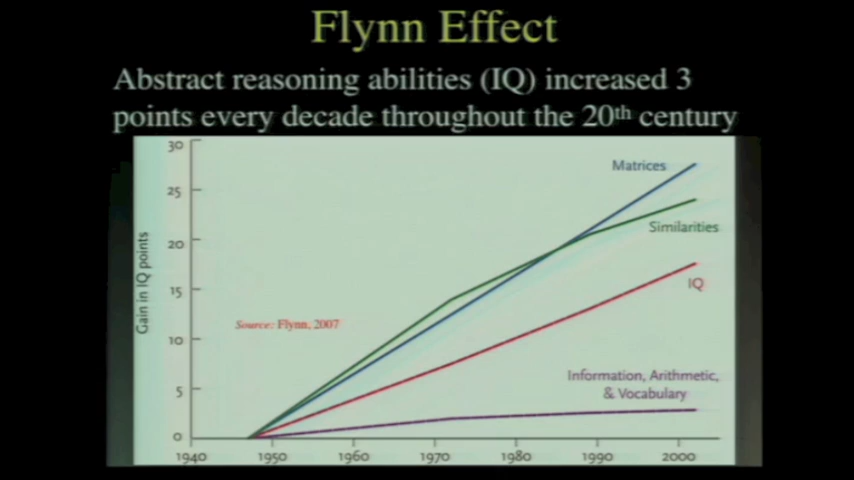 Flynn Effect
Abstract reasoning abilities (IQ) increased 3
points every decade throughout the 20th century
30
Matrices
25
Similarities
20
Gain in IQ points
IQ
15
Source: Flynn, 2007
10
Information, Arithmetic,
& Vocabulary
5
0
1940 1950 1960 1970 1980 1990 2000